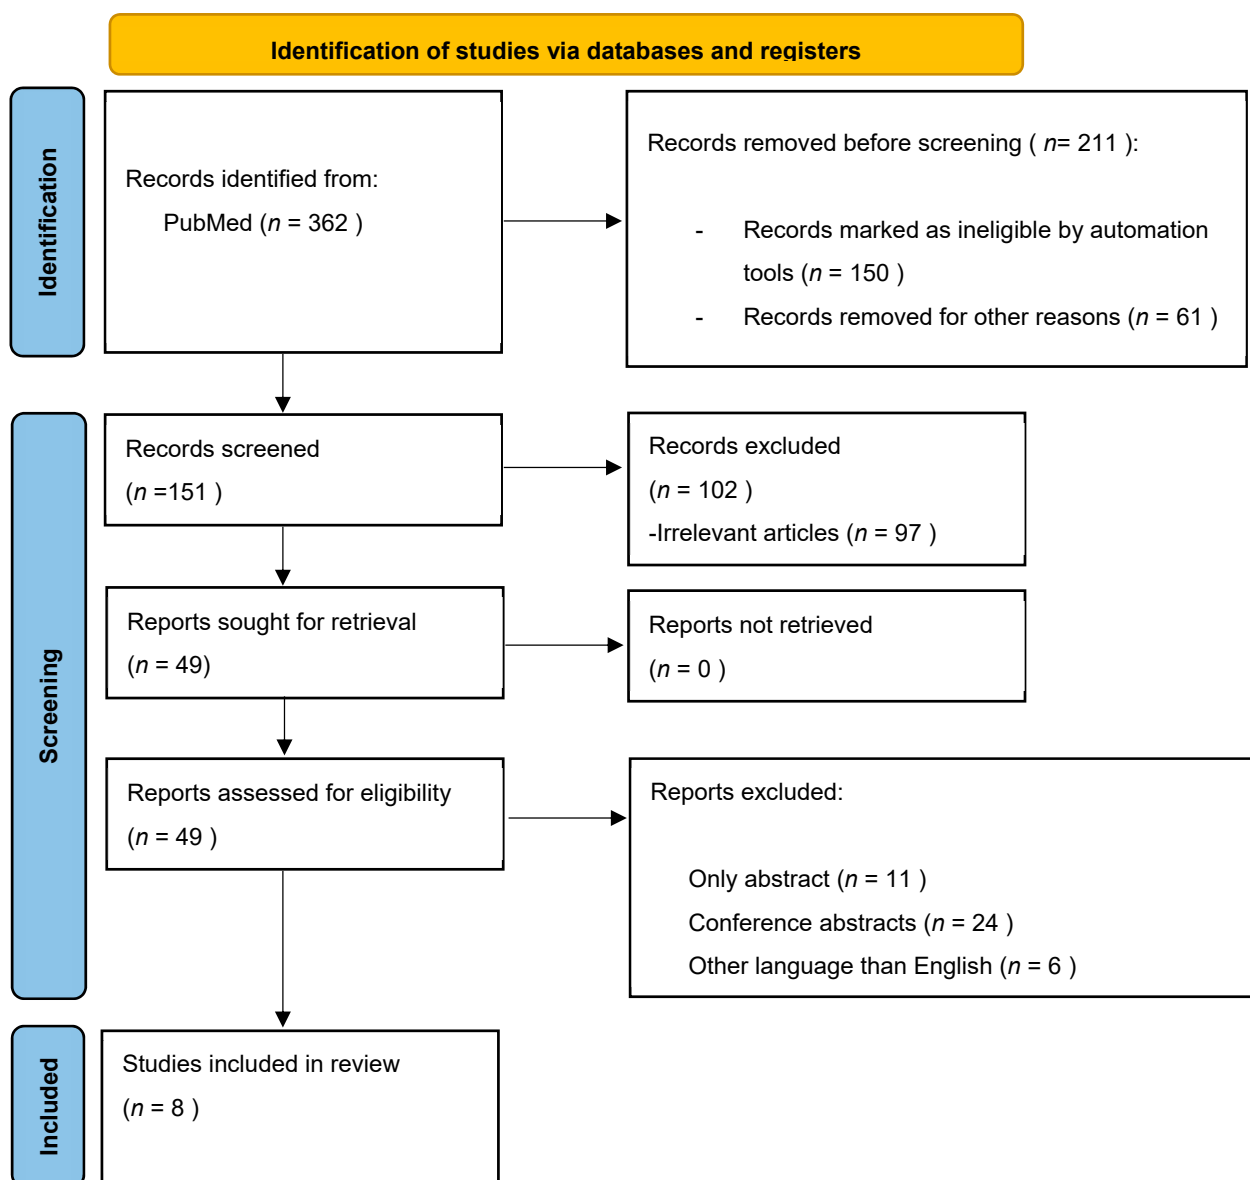 Identification of studies via databases and registers
Identification
Records identified from:
PubMed (n = 362 )
Records removed before screening ( n= 211 ):
- Records marked as ineligible by automation
tools (n = 150 )
- Records removed for other reasons (n = 61 )
Screening
Records screened
(n =151 )
Records excluded
(n = 102 )
-Irrelevant articles (n = 97 )
Reports sought for retrieval
(n = 49)
Reports not retrieved
(n = 0 )
Reports assessed for eligibility
(n = 49 )
Reports excluded:
Only abstract (n = 11 )
Conference abstracts (n = 24 )
Other language than English (n = 6 )
Included
Studies included in review
(n = 8 )